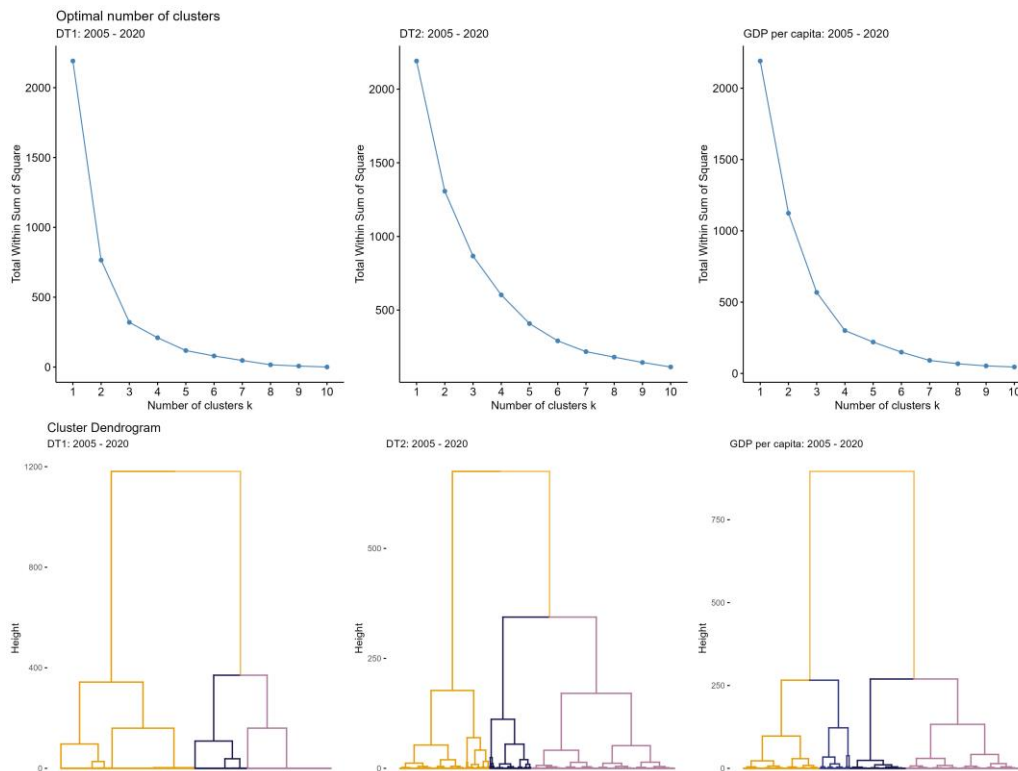 Optimal number of clusters
DT1: 2005 - 2020
DT2: 2005 - 2020
GDP per capita: 2005 - 2020
Total Within Sum of Square
2000
1500
1000
500
0
1 2 3 4 5 6 7 8 9 10
Number of clusters k
Total Within Sum of Square
2000
1500
1000
500
1 2 3 4 5 6 7 8 9 10
Number of clusters k
Total Within Sum of Square
2000
1500
1000
500
0
1 2 3 4 5 6 7 8 9 10
Number of clusters k
Cluster Dendrogram
DT1: 2005 - 2020
DT2: 2005 - 2020
GDP per capita: 2005 - 2020
Height
1200
800
400
0
Height
500
250
0
Height
750
500
250
0